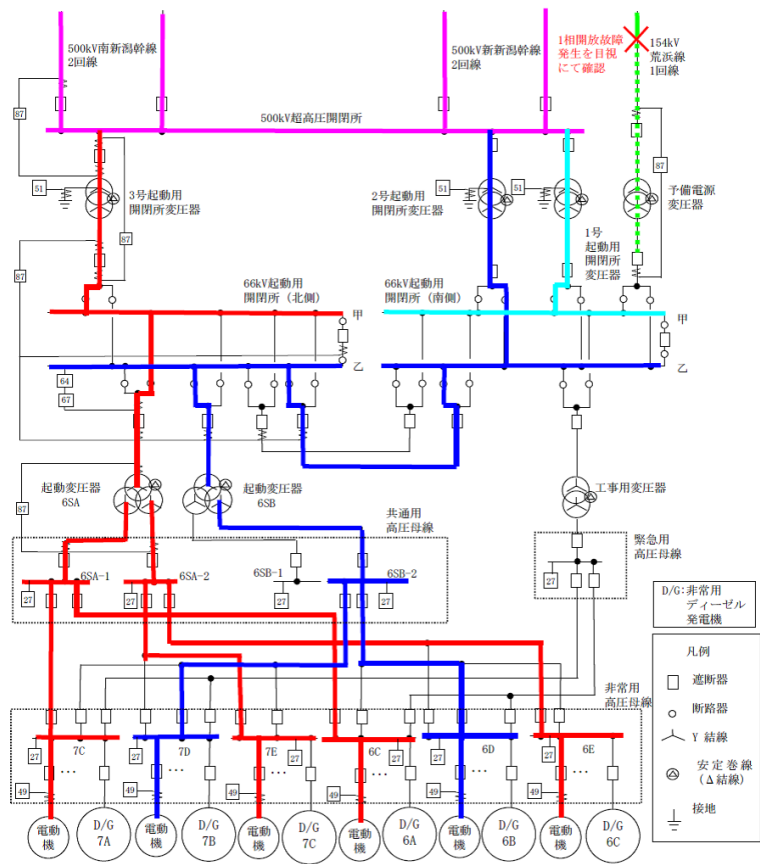 500kV南新潟幹線
2回線
500kV新新潟幹線
2回線
1相開放故障
発生を目視
にて確認
154kV
荒浜線
1回線
87
500kV超高圧開閉所
87
87
51
3号起動用
開閉所変圧器
51
2号起動用
開閉所変圧器
51
予備電源
変圧器
1号
起動用
開閉所
変圧器
87
66kV起動用
開閉所(北側)
66kV起動用
開閉所(南側)
甲
甲
乙
乙
64
67
起動変圧器
6SA
起動変圧器
6SB
工事用変圧器
87
共通用
高圧母線
緊急用
高圧母線
6SA-1
6SA-2
6SB-1
6SB-2
27
27
27
27
27
D/G:非常用
ディーゼル
発電機
凡例
遮断器
断路器
Y 結線
安定巻線
(Δ結線)
接地
非常用
高圧母線
7C
7D
7E
6C
6D
6E
27
27
27
27
27
27
…
…
…
…
…
…
49
49
49
49
49
49
電動
機
D/G
7A
電動
機
D/G
7B
電動
機
D/G
7C
電動
機
D/G
6A
電動
機
D/G
6B
電動
機
D/G
6C